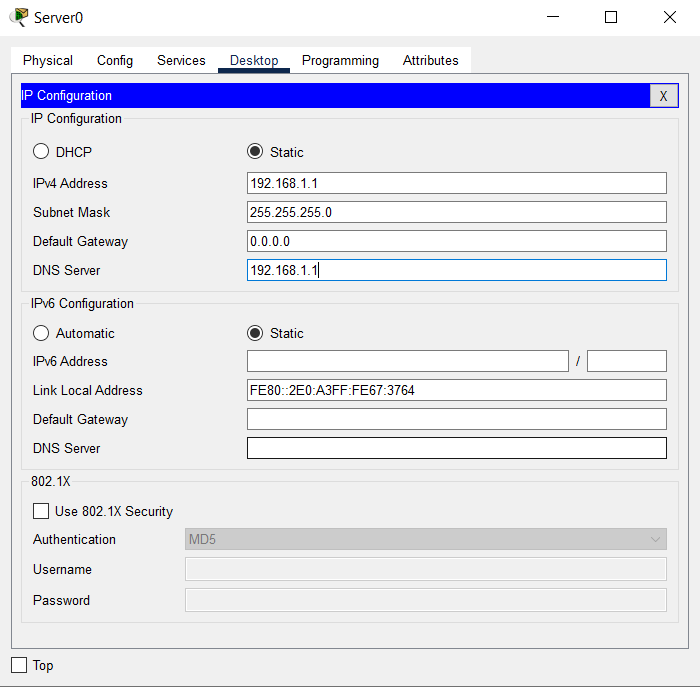 Server0
Physical Config Services Desktop Programming Attributes
IP Configuration X
IP Configuration
DHCP Static
IPv4 Address 192.168.1.1
Subnet Mask 255.255.255.0
Default Gateway 0.0.0.0
DNS Server 192.168.1.1
IPv6 Configuration
Automatic Static
IPv6 Address /
Link Local Address FE80::2E0:A3FF:FE67:3764
Default Gateway
DNS Server
802.1X
Use 802.1X Security
Authentication MD5
Username
Password
Top